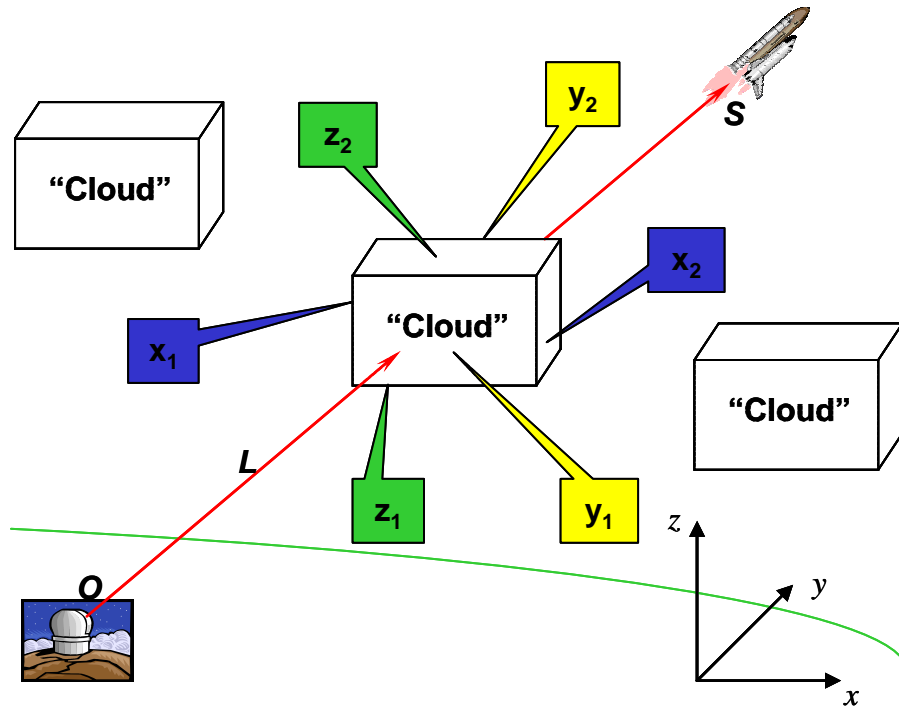 S
y₂
z₂
“Cloud”
x₂
“Cloud”
x₁
“Cloud”
L
z₁
y₁
z
O
y
x